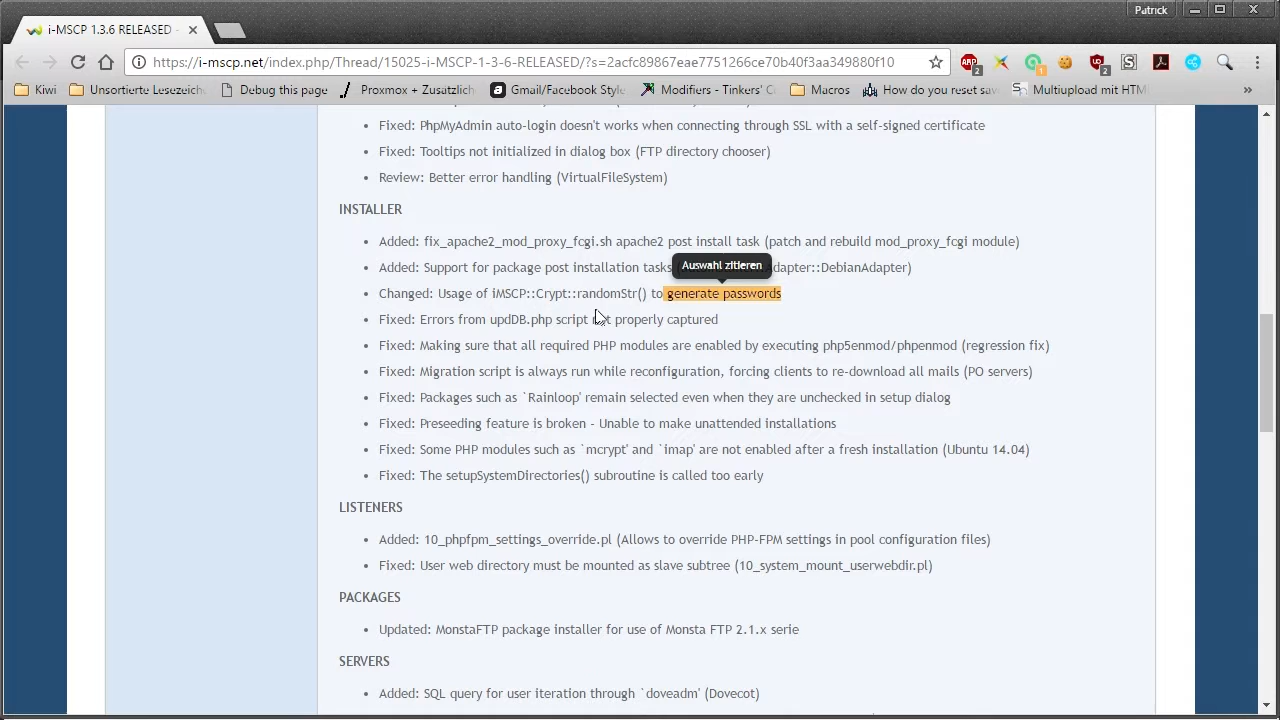 Patrick
i-MSCP 1.3.6 RELEASED -
https://i-mscp.net/index.php/Thread/15025-i-MSCP-1-3-6-RELEASED/?s=2acfc89867eae7751266ce70b40f3aa349880f10
Kiwi Unsortierte Lesezeich Debug this page Proxmox + Zusätzlich Gmail/Facebook Style Modifiers - Tinkers' C Macros How do you reset sav Multiupload mit HTM »
Fixed: PhpMyAdmin auto-login doesn't works when connecting through SSL with a self-signed certificate
Fixed: Tooltips not initialized in dialog box (FTP directory chooser)
Review: Better error handling (VirtualFileSystem)
INSTALLER
Added: fix_apache2_mod_proxy_fcgi.sh apache2 post install task (patch and rebuild mod_proxy_fcgi module)
Auswahl zitieren
Added: Support for package post installation tasks Adapter::DebianAdapter)
Changed: Usage of iMSCP::Crypt::randomStr() to generate passwords
Fixed: Errors from updDB.php script not properly captured
Fixed: Making sure that all required PHP modules are enabled by executing php5enmod/phpenmod (regression fix)
Fixed: Migration script is always run while reconfiguration, forcing clients to re-download all mails (PO servers)
Fixed: Packages such as `Rainloop' remain selected even when they are unchecked in setup dialog
Fixed: Preseeding feature is broken - Unable to make unattended installations
Fixed: Some PHP modules such as `mcrypt' and `imap' are not enabled after a fresh installation (Ubuntu 14.04)
Fixed: The setupSystemDirectories() subroutine is called too early
LISTENERS
Added: 10_phpfpm_settings_override.pl (Allows to override PHP-FPM settings in pool configuration files)
Fixed: User web directory must be mounted as slave subtree (10_system_mount_userwebdir.pl)
PACKAGES
Updated: MonstaFTP package installer for use of Monsta FTP 2.1.x serie
SERVERS
Added: SQL query for user iteration through `doveadm' (Dovecot)